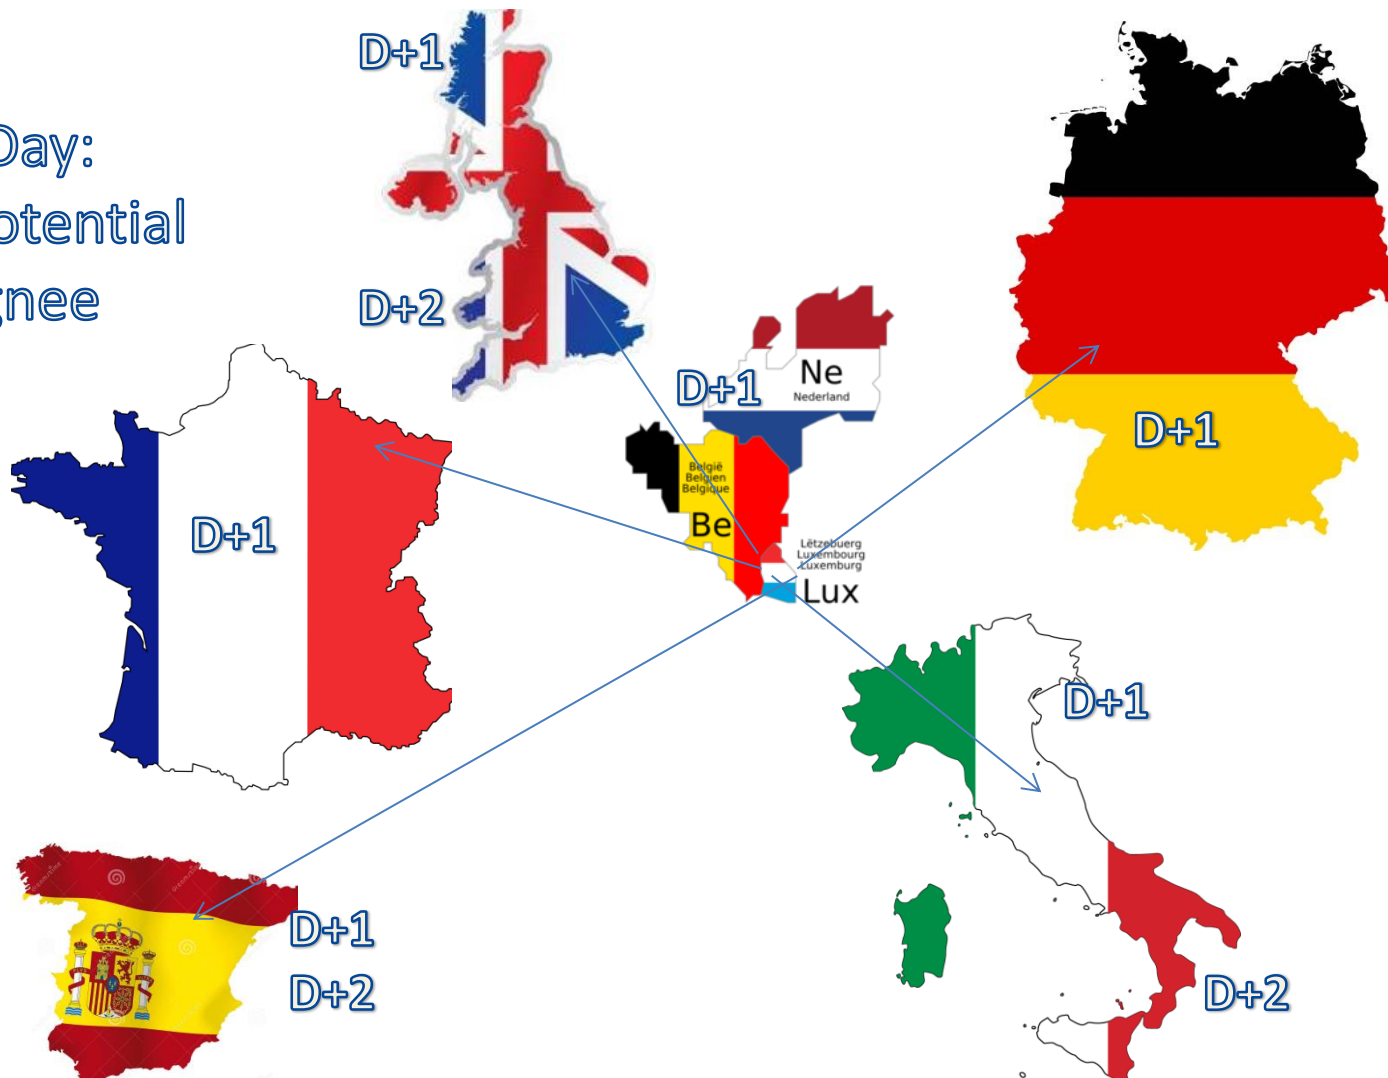 D+1
Day:
otential
D+2
nee
Ne
Nederland
D+1
D+1
België
Belgien
Belgique
Be
D+1
Lëtzebuerg
Luxembourg
Luxemburg
Lux
D+1
D+1
D+2
D+2